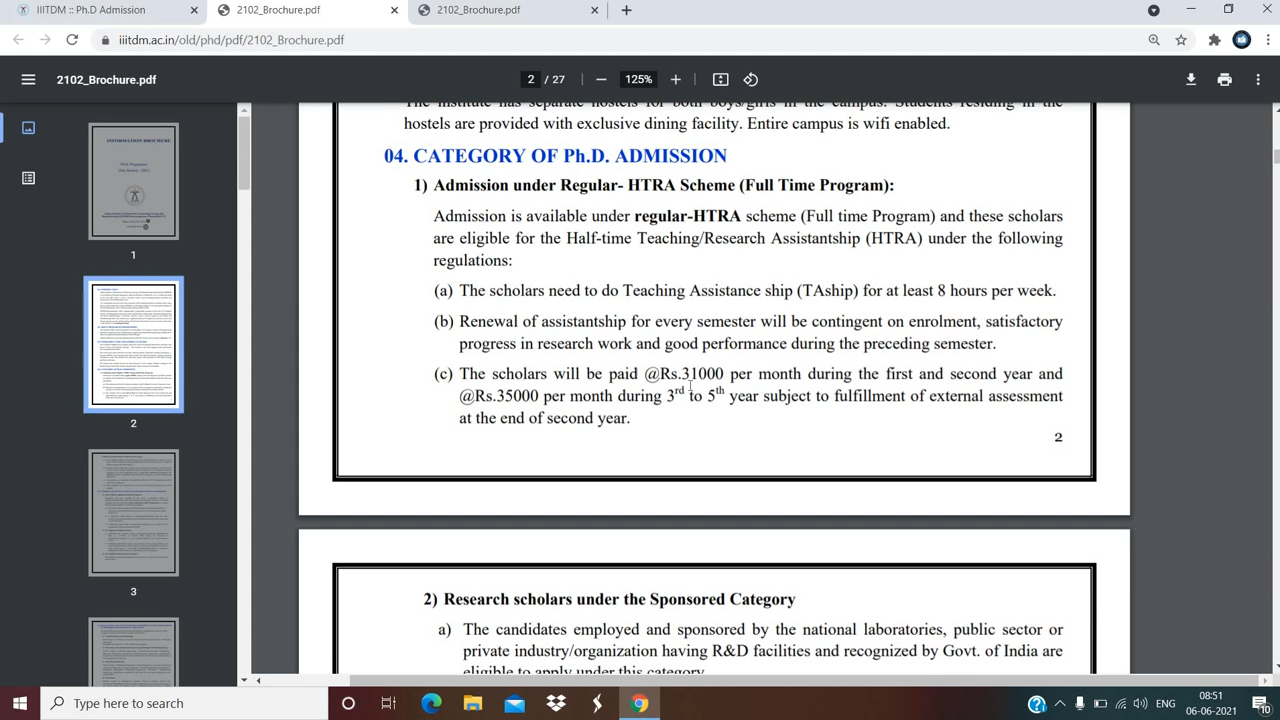 IIITDM :: Ph.D Admission
2102_Brochure.pdf
2102_Brochure.pdf
iiitdm.ac.in/old/phd/pdf/2102_Brochure.pdf
2102_Brochure.pdf
2 / 27
125%
The institute has separate hostels for both boys/girls in the campus. Students residing in the
hostels are provided with exclusive dining facility. Entire campus is wifi enabled.
04. CATEGORY OF Ph.D. ADMISSION
1) Admission under Regular- HTRA Scheme (Full Time Program):
Admission is available under regular-HTRA scheme (Full time Program) and these scholars
are eligible for the Half-time Teaching/Research Assistantship (HTRA) under the following
regulations:
(a) The scholars need to do Teaching Assistance ship (TAship) for at least 8 hours per week.
(b) Renewal of assistantship for every semester will be contingent on enrolment, satisfactory
progress in research work and good performance during the preceding semester.
(c) The scholars will be paid @Rs.31000 per month during the first and second year and
@Rs.35000 per month during 3rd to 5th year subject to fulfillment of external assessment
at the end of second year.
2
2) Research scholars under the Sponsored Category
a) The candidates employed and sponsored by the national laboratories, public sector or
private industry/organization having R&D facilities and recognized by Govt. of India are
eligible to apply under this category.
INFORMATION BROCHURE
1
2
3
Type here to search
ENG
08:51
06-06-2021
10